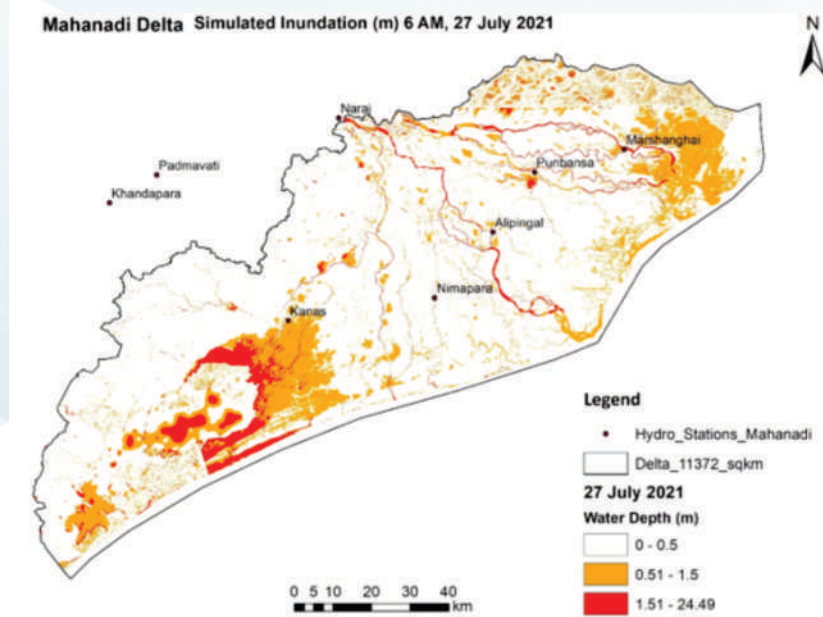 Mahanadi Delta Simulated Inundation (m) 6 AM, 27 July 2021
N
Naraj
Marshanghai
Padmavati
Punbansa
Khandapara
Alipingal
Nimapara
Kanas
Legend
Hydro_Stations_Mahanadi
Delta_11372_sqkm
27 July 2021
Water Depth (m)
0 - 0.5
0.51 - 1.5
1.51 - 24.49
0 5 10 20 30 40
km